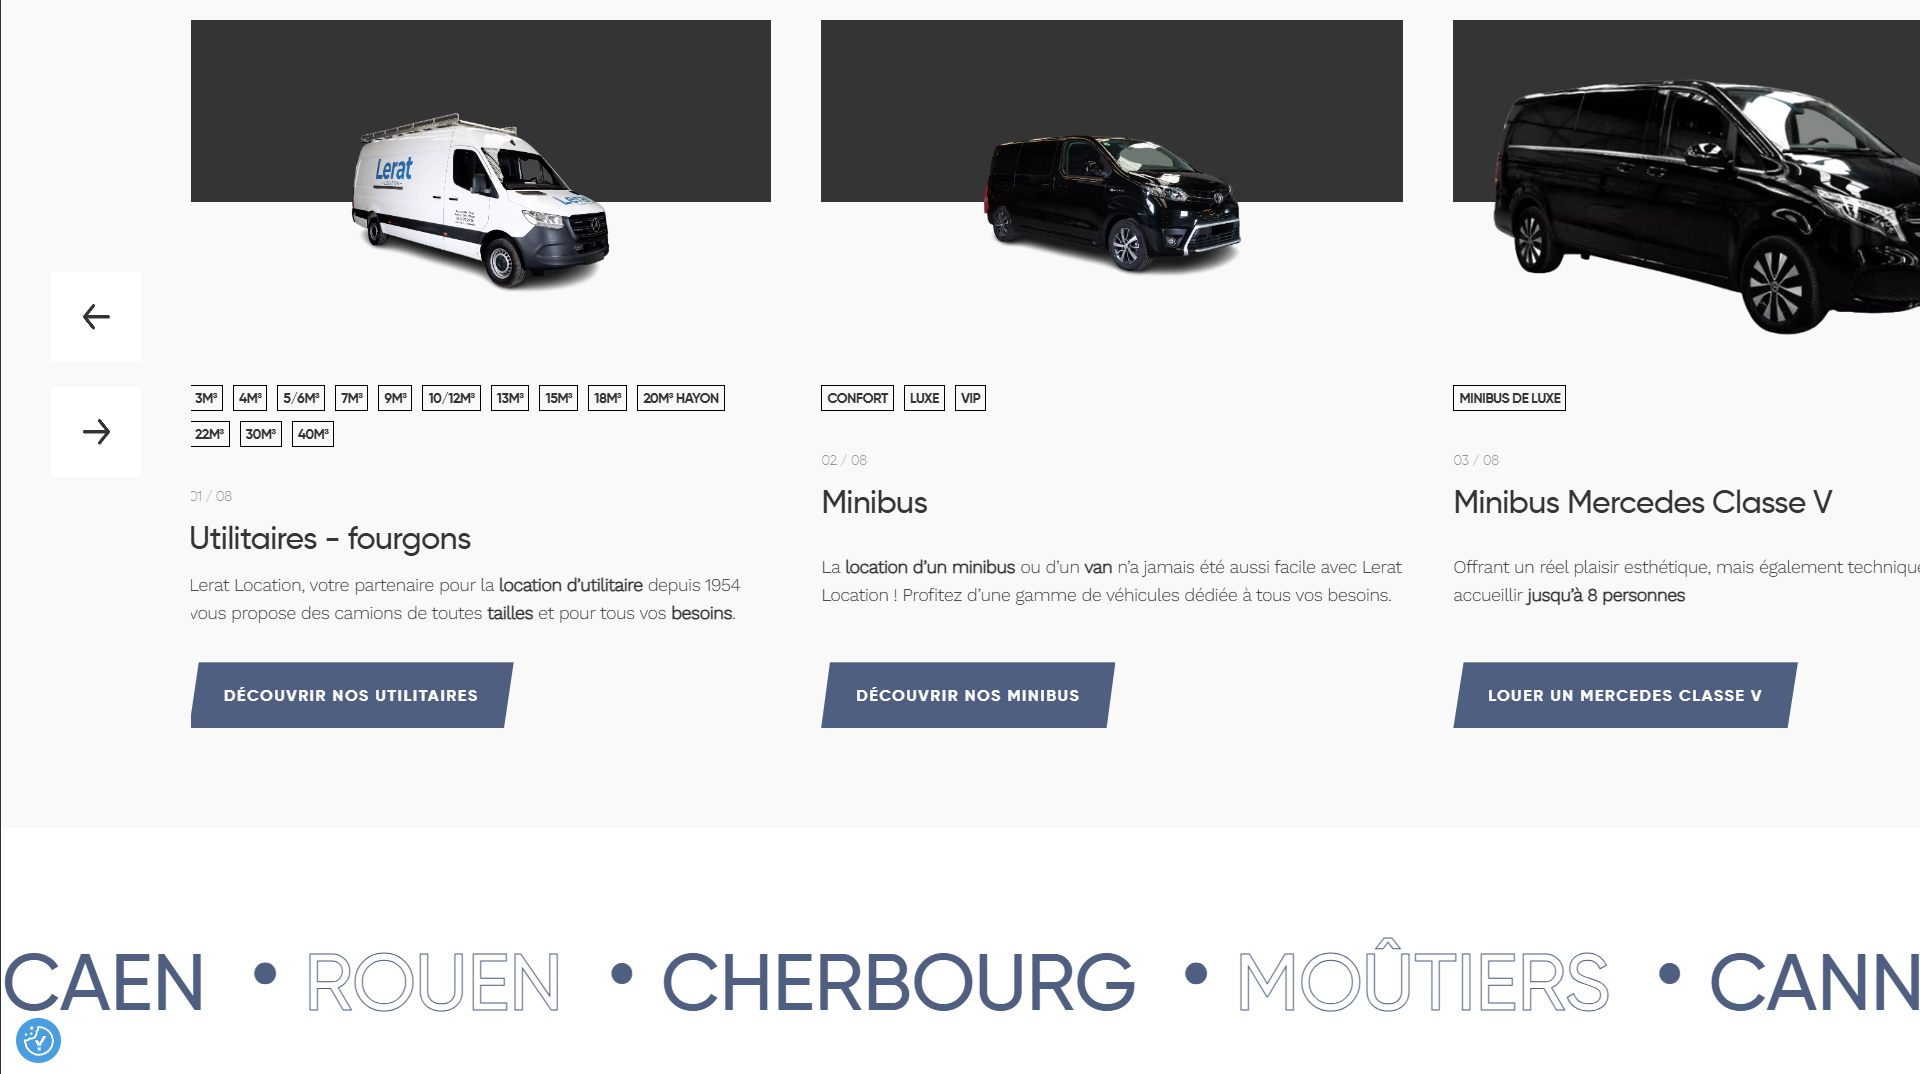 Lerat
LOCATION
3M³ 4M³ 5/6M³ 7M³ 9M³ 10/12M³ 13M³ 15M³ 18M³ 20M³ HAYON
22M³ 30M³ 40M³
01 / 08
Utilitaires - fourgons
Lerat Location, votre partenaire pour la location d’utilitaire depuis 1954
vous propose des camions de toutes tailles et pour tous vos besoins.
DÉCOUVRIR NOS UTILITAIRES
CONFORT LUXE VIP
02 / 08
Minibus
La location d’un minibus ou d’un van n’a jamais été aussi facile avec Lerat
Location ! Profitez d’une gamme de véhicules dédiée à tous vos besoins.
DÉCOUVRIR NOS MINIBUS
MINIBUS DE LUXE
03 / 08
Minibus Mercedes Classe V
Offrant un réel plaisir esthétique, mais également technique
accueillir jusqu’à 8 personnes
LOUER UN MERCEDES CLASSE V
CAEN • ROUEN • CHERBOURG • MOÛTIERS • CANN